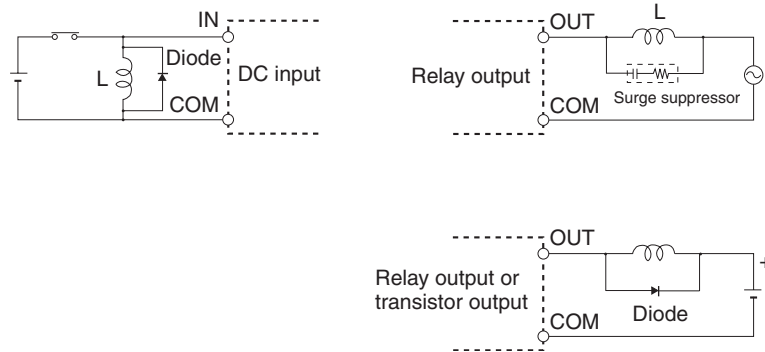 IN
Diode
L
DC input
COM
OUT
L
Relay output
Surge suppressor
COM
OUT
+
Relay output or
transistor output
Diode
COM